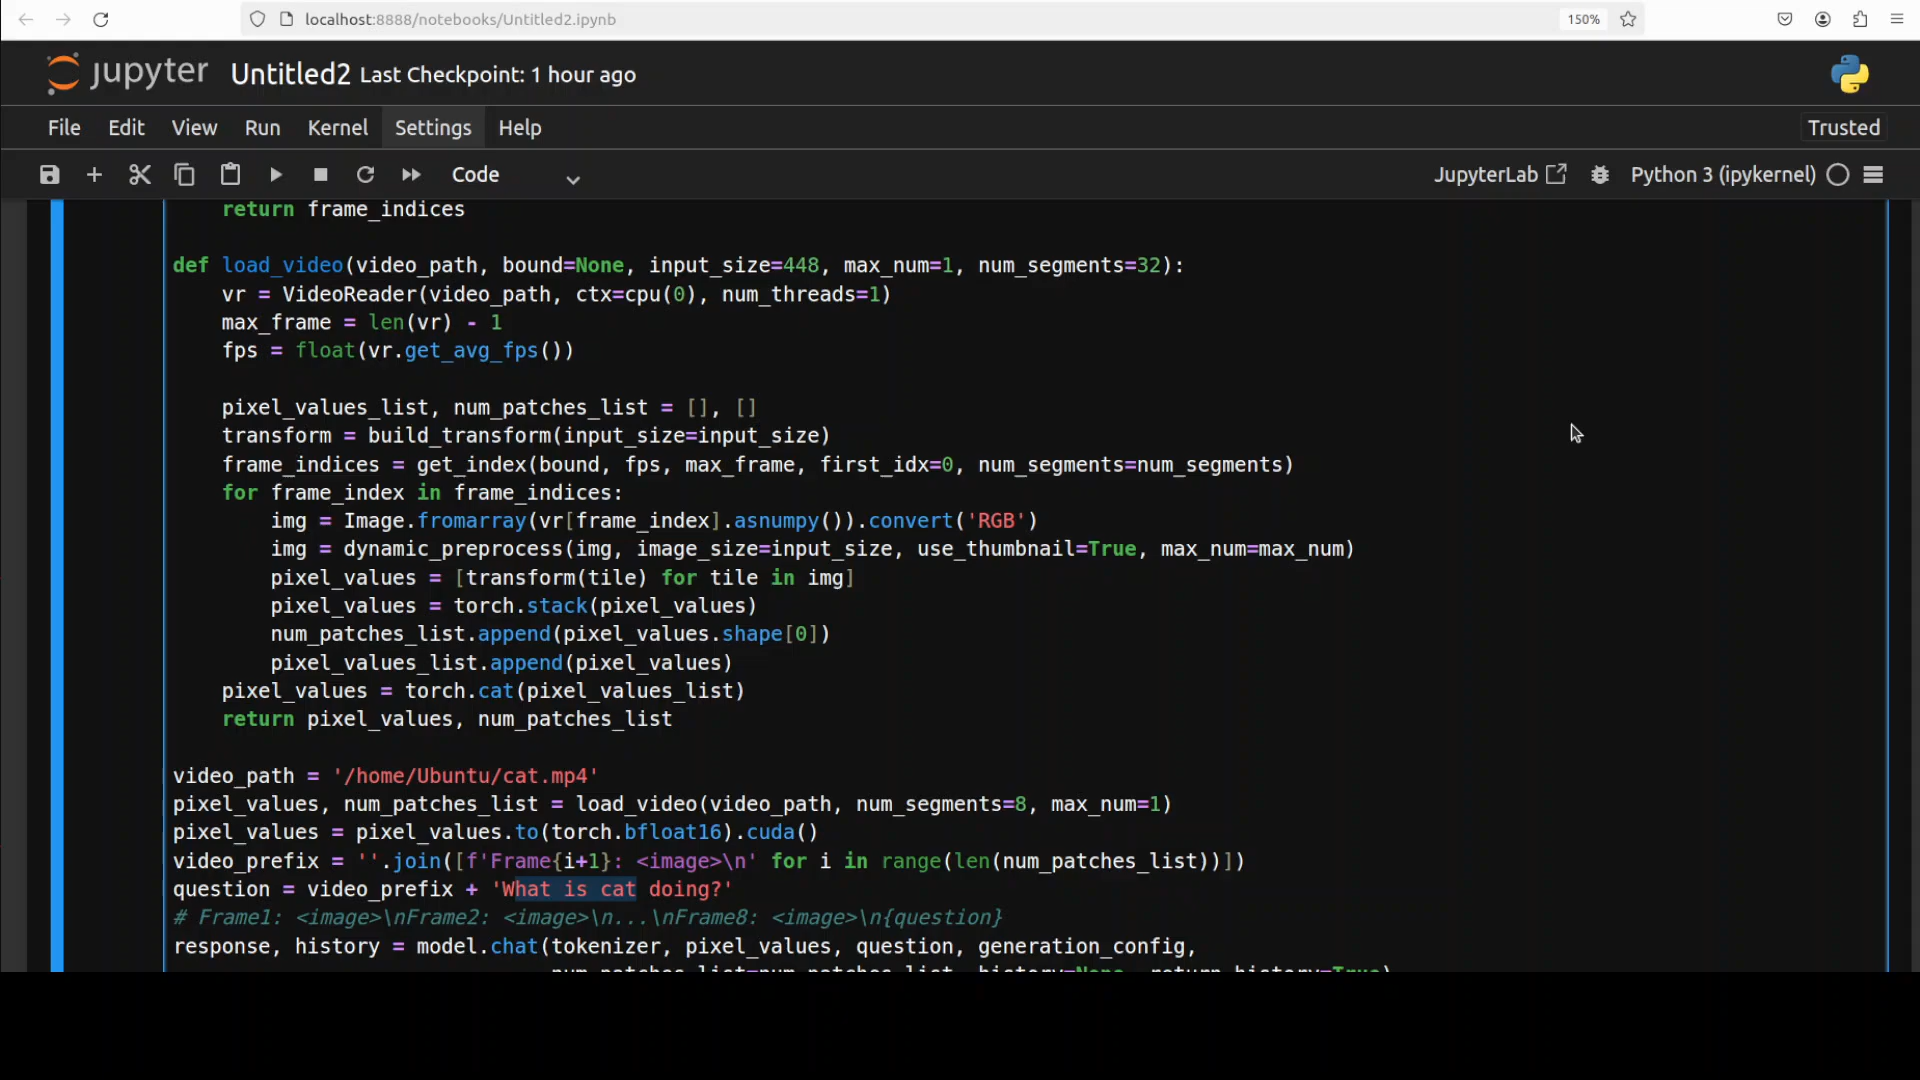 localhost:8888/notebooks/Untitled2.ipynb
150%
jupyter Untitled2 Last Checkpoint: 1 hour ago
File Edit View Run Kernel Settings Help
Trusted
Code
JupyterLab
Python 3 (ipykernel)
    return frame_indices
def load_video(video_path, bound=None, input_size=448, max_num=1, num_segments=32):
    vr = VideoReader(video_path, ctx=cpu(0), num_threads=1)
    max_frame = len(vr) - 1
    fps = float(vr.get_avg_fps())
    pixel_values_list, num_patches_list = [], []
    transform = build_transform(input_size=input_size)
    frame_indices = get_index(bound, fps, max_frame, first_idx=0, num_segments=num_segments)
    for frame_index in frame_indices:
        img = Image.fromarray(vr[frame_index].asnumpy()).convert('RGB')
        img = dynamic_preprocess(img, image_size=input_size, use_thumbnail=True, max_num=max_num)
        pixel_values = [transform(tile) for tile in img]
        pixel_values = torch.stack(pixel_values)
        num_patches_list.append(pixel_values.shape[0])
        pixel_values_list.append(pixel_values)
    pixel_values = torch.cat(pixel_values_list)
    return pixel_values, num_patches_list
video_path = '/home/Ubuntu/cat.mp4'
pixel_values, num_patches_list = load_video(video_path, num_segments=8, max_num=1)
pixel_values = pixel_values.to(torch.bfloat16).cuda()
video_prefix = ''.join([f'Frame{i+1}: <image>\n' for i in range(len(num_patches_list))])
question = video_prefix + 'What is cat doing?'
# Frame1: <image>\nFrame2: <image>\n...\nFrame8: <image>\n{question}
response, history = model.chat(tokenizer, pixel_values, question, generation_config,
num_patches_list=num_patches_list, history=None, return_history=True)